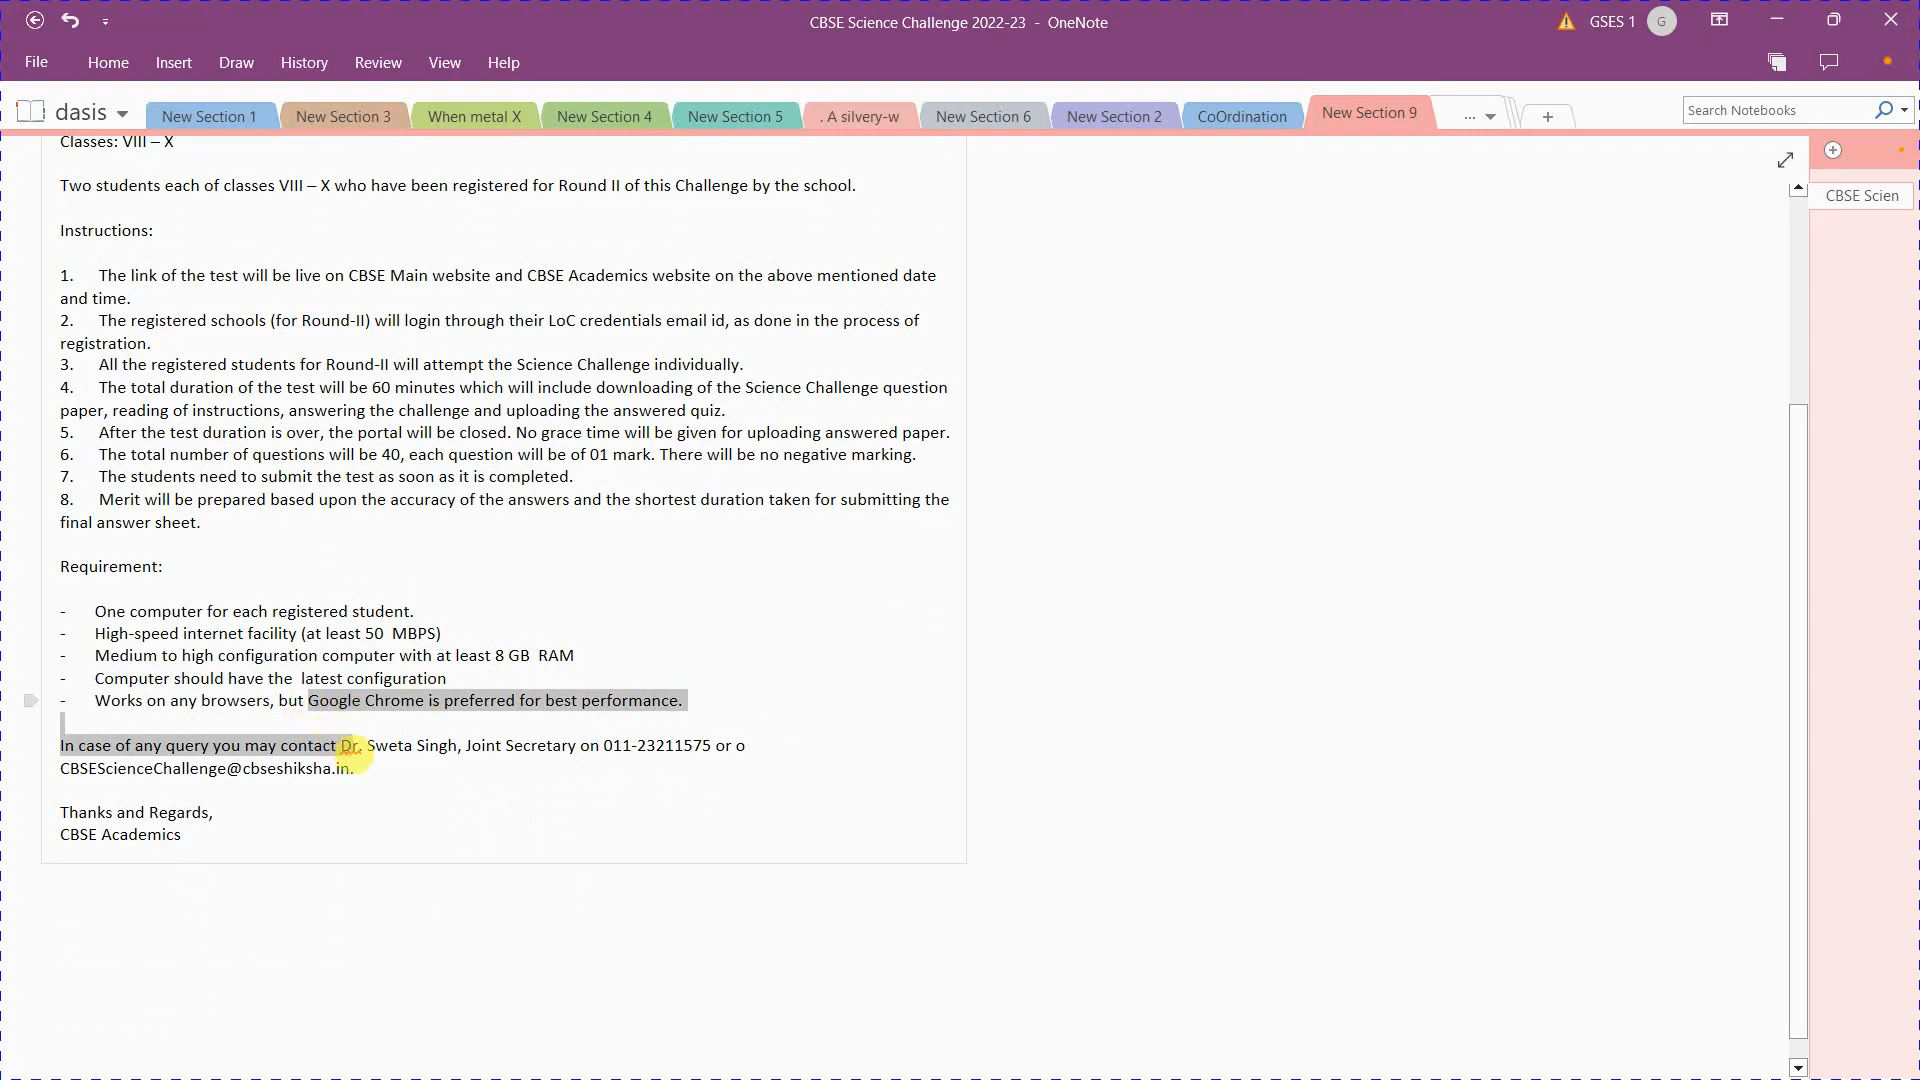 CBSE Science Challenge 2022-23 - OneNote
GSES 1
G
File Home Insert Draw History Review View Help
dasis
New Section 1
New Section 3
When metal X
New Section 4
New Section 5
. A silvery-w
New Section 6
New Section 2
CoOrdination
New Section 9
...
+
Search Notebooks
CBSE Scien
Classes: VIII – X
Two students each of classes VIII – X who have been registered for Round II of this Challenge by the school.
Instructions:
1. The link of the test will be live on CBSE Main website and CBSE Academics website on the above mentioned date
and time.
2. The registered schools (for Round-II) will login through their LoC credentials email id, as done in the process of
registration.
3. All the registered students for Round-II will attempt the Science Challenge individually.
4. The total duration of the test will be 60 minutes which will include downloading of the Science Challenge question
paper, reading of instructions, answering the challenge and uploading the answered quiz.
5. After the test duration is over, the portal will be closed. No grace time will be given for uploading answered paper.
6. The total number of questions will be 40, each question will be of 01 mark. There will be no negative marking.
7. The students need to submit the test as soon as it is completed.
8. Merit will be prepared based upon the accuracy of the answers and the shortest duration taken for submitting the
final answer sheet.
Requirement:
- One computer for each registered student.
- High-speed internet facility (at least 50 MBPS)
- Medium to high configuration computer with at least 8 GB RAM
- Computer should have the latest configuration
- Works on any browsers, but Google Chrome is preferred for best performance.
In case of any query you may contact Dr. Sweta Singh, Joint Secretary on 011-23211575 or o
CBSEScienceChallenge@cbseshiksha.in.
Thanks and Regards,
CBSE Academics